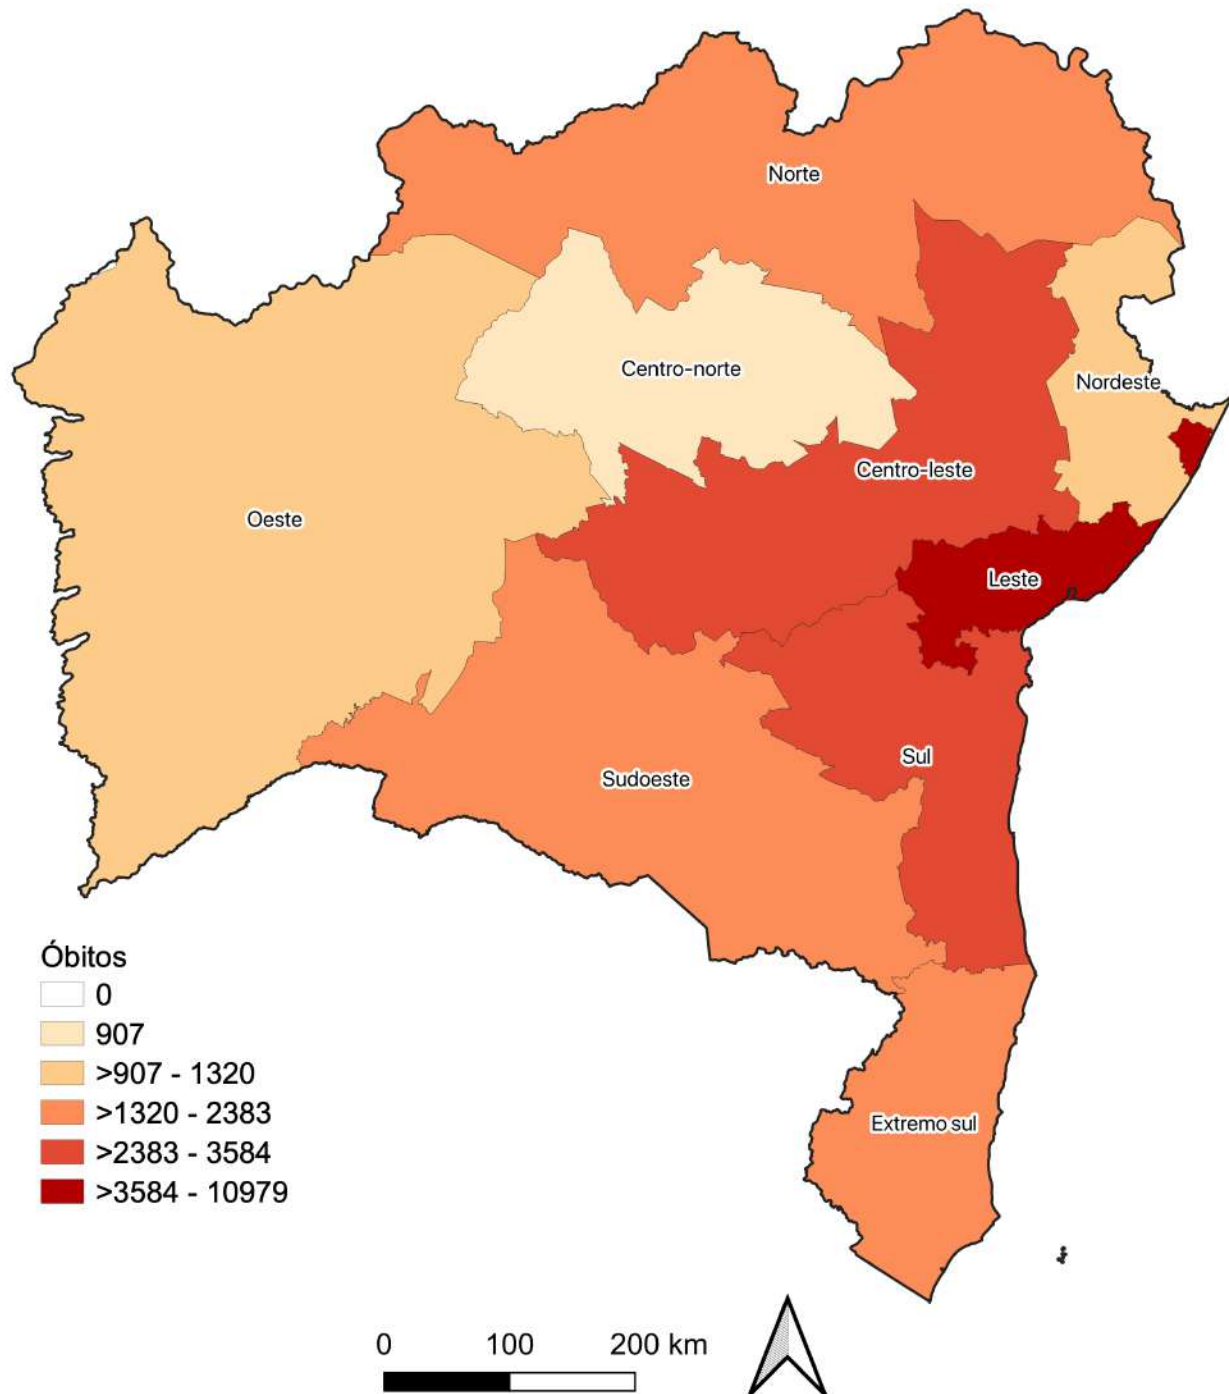 Norte
Centro-norte
Nordeste
Centro-leste
Oeste
Leste
Sul
Sudoeste
Extremo sul
Óbitos
0
907
>907 - 1320
>1320 - 2383
>2383 - 3584
>3584 - 10979
0 100 200 km